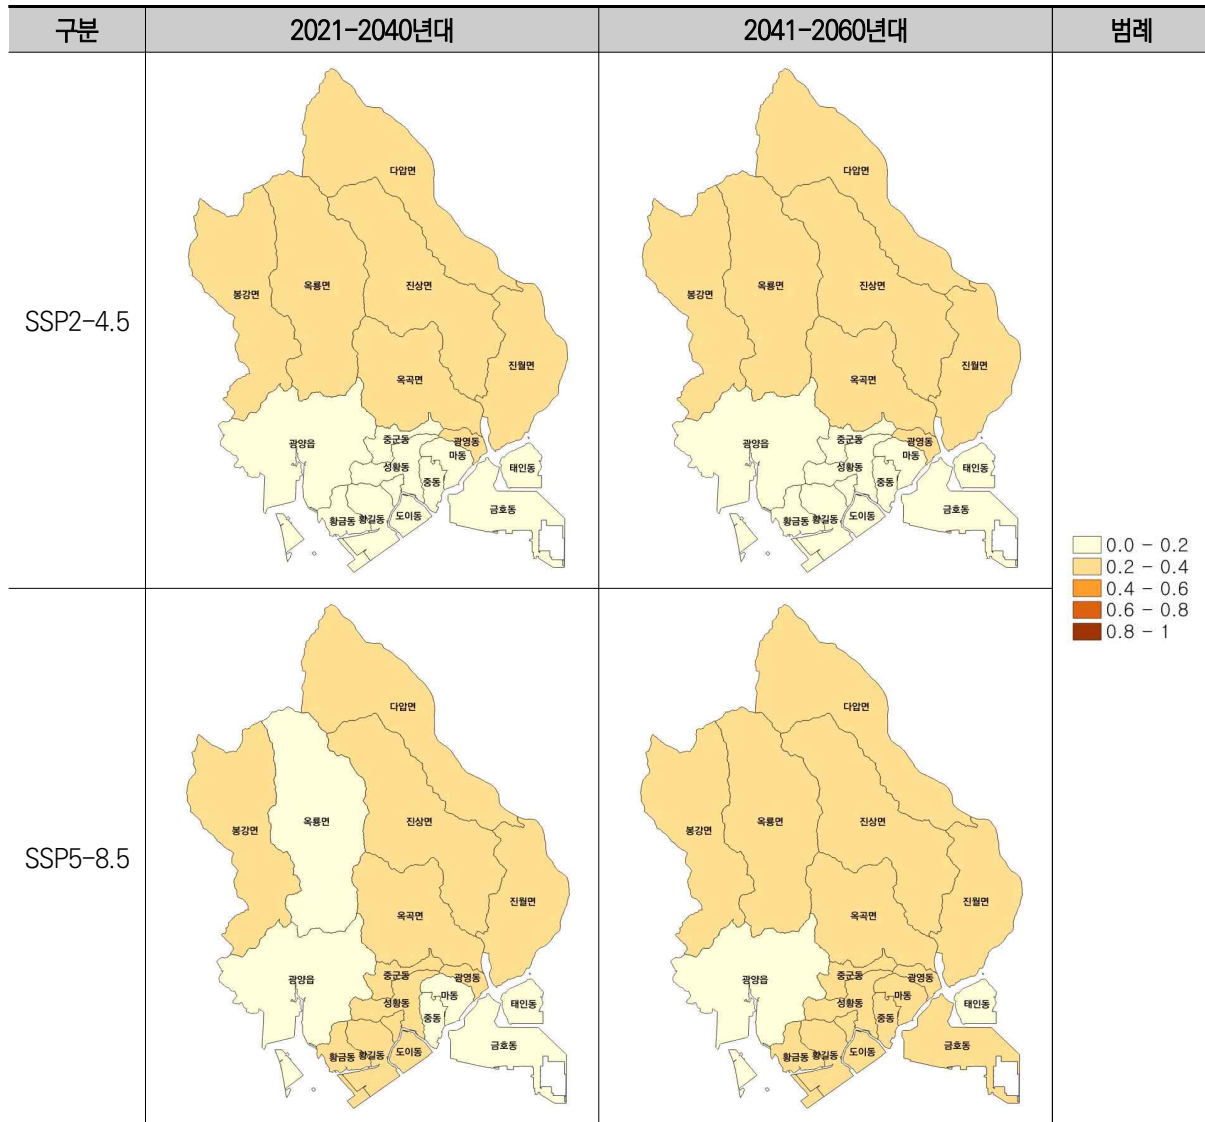 구분 2021-2040년대 2041-2060년대 범례
SSP2-4.5
다압면
봉강면 옥룡면 진상면
진월면
옥곡면
광양읍 중군동 광영동
마동
성황동 태인동
중동
황금동 황길동 도이동 금호동
다압면
봉강면 옥룡면 진상면
진월면
옥곡면
광양읍 중군동 광영동
마동
성황동 태인동
중동
황금동 황길동 도이동 금호동
0.0 - 0.2
0.2 - 0.4
0.4 - 0.6
0.6 - 0.8
0.8 - 1
SSP5-8.5
다압면
봉강면 옥룡면 진상면
진월면
옥곡면
광양읍 중군동 광영동
마동
성황동 태인동
중동
황금동 황길동 도이동 금호동
다압면
봉강면 옥룡면 진상면
진월면
옥곡면
광양읍 중군동 광영동
마동
성황동 태인동
중동
황금동 황길동 도이동 금호동